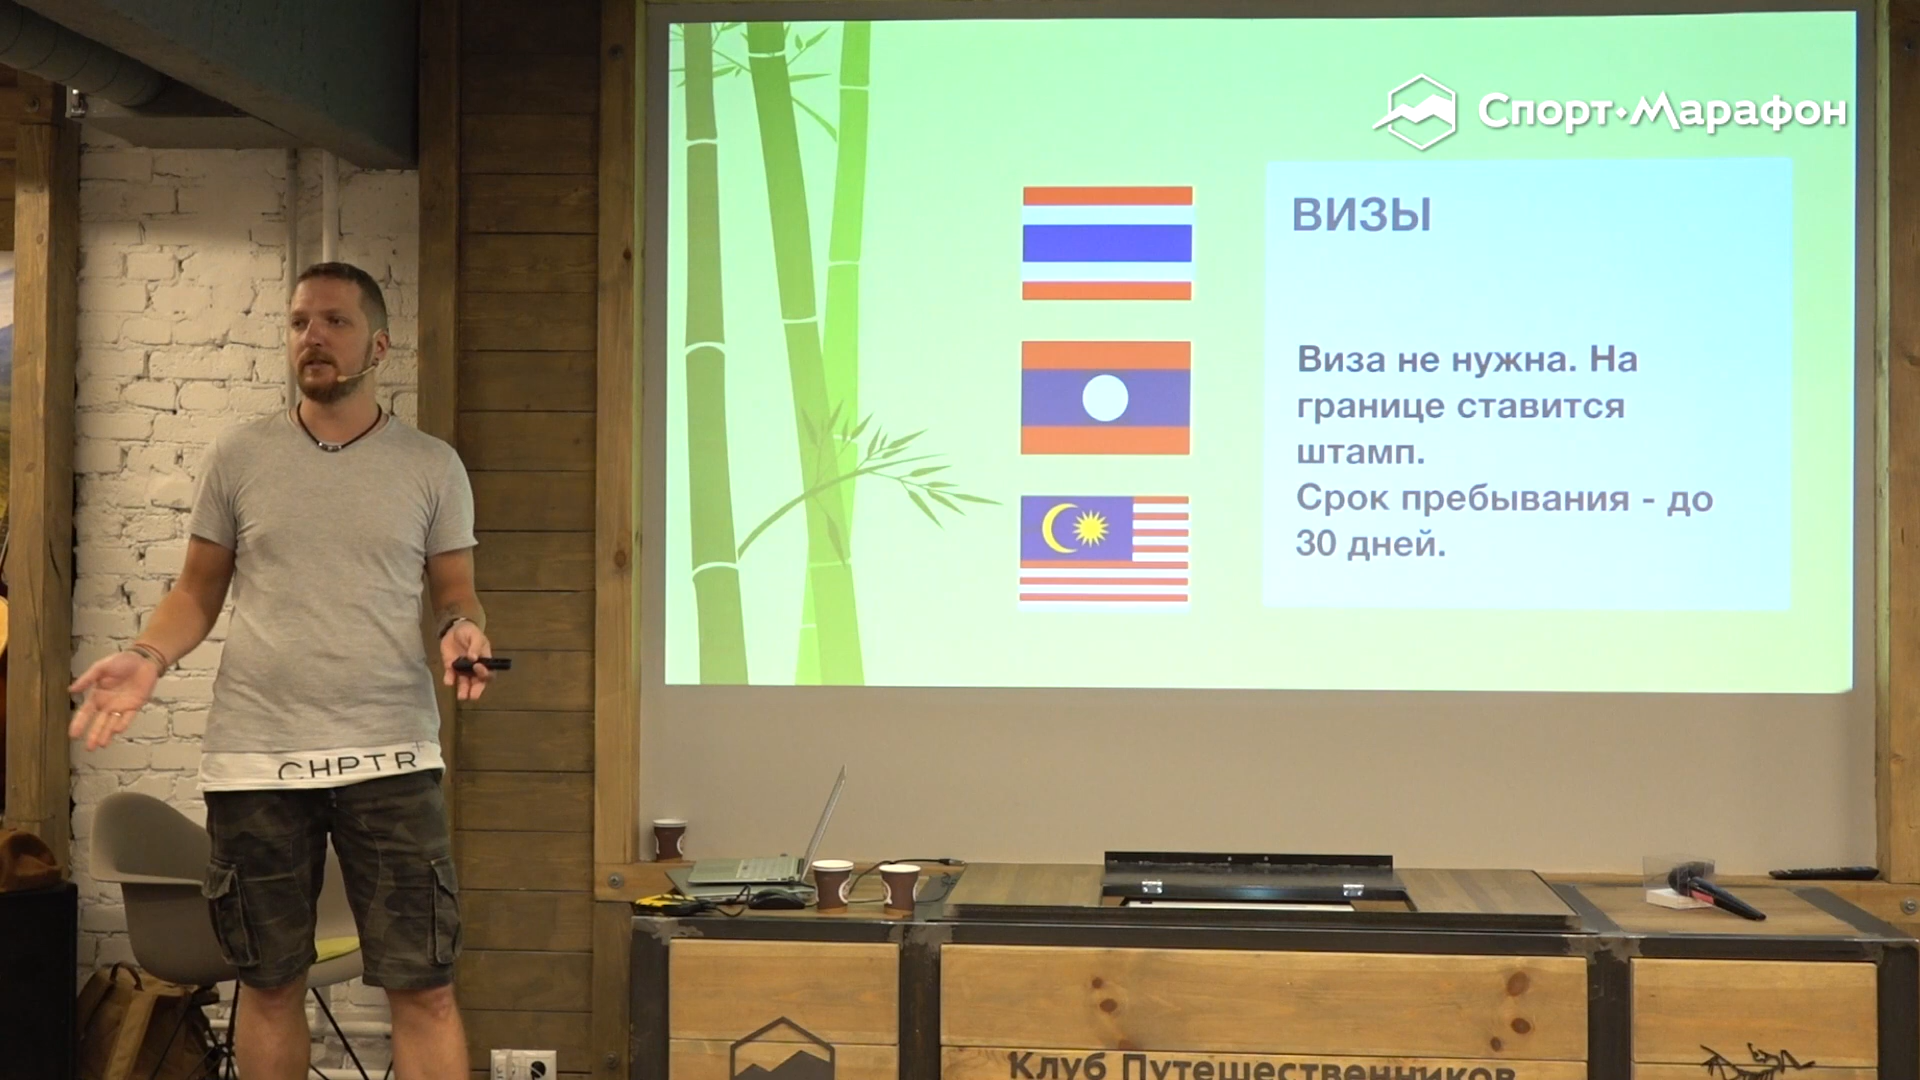 Спорт·Марафон
ВИЗЫ
Виза не нужна. На
границе ставится
штамп.
Срок пребывания - до
30 дней.
CHPTR
Клуб Путешественников